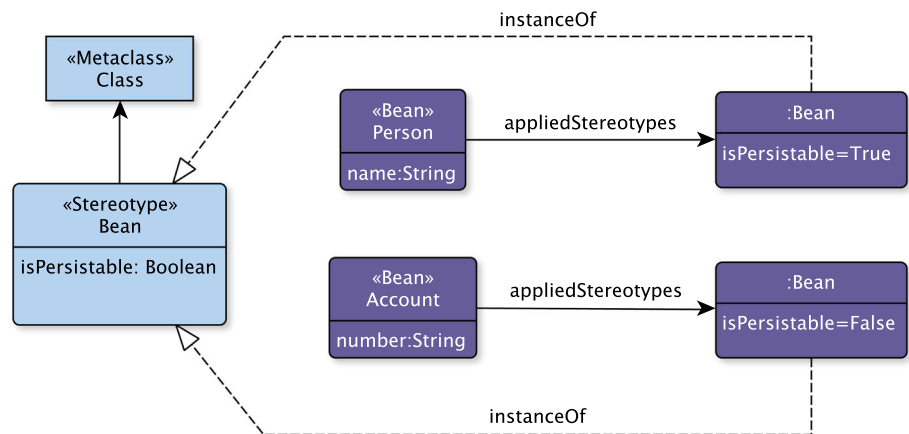 instanceOf
«Metaclass»
Class
«Bean»
Person
name:String
appliedStereotypes
:Bean
isPersistable=True
«Stereotype»
Bean
isPersistable: Boolean
«Bean»
Account
number:String
appliedStereotypes
:Bean
isPersistable=False
instanceOf